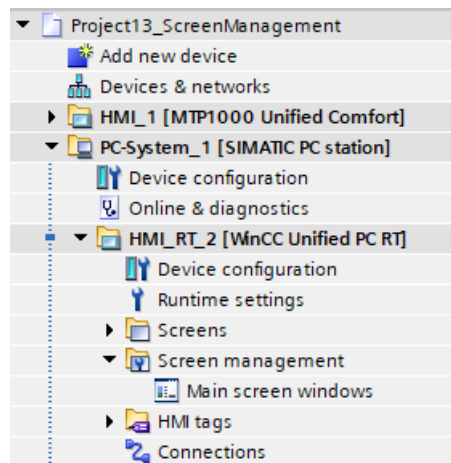 Project13_ScreenManagement
Add new device
Devices & networks
HMI_1 [MTP1000 Unified Comfort]
PC-System_1 [SIMATIC PC station]
Device configuration
Online & diagnostics
HMI_RT_2 [WinCC Unified PC RT]
Device configuration
Runtime settings
Screens
Screen management
Main screen windows
HMI tags
Connections